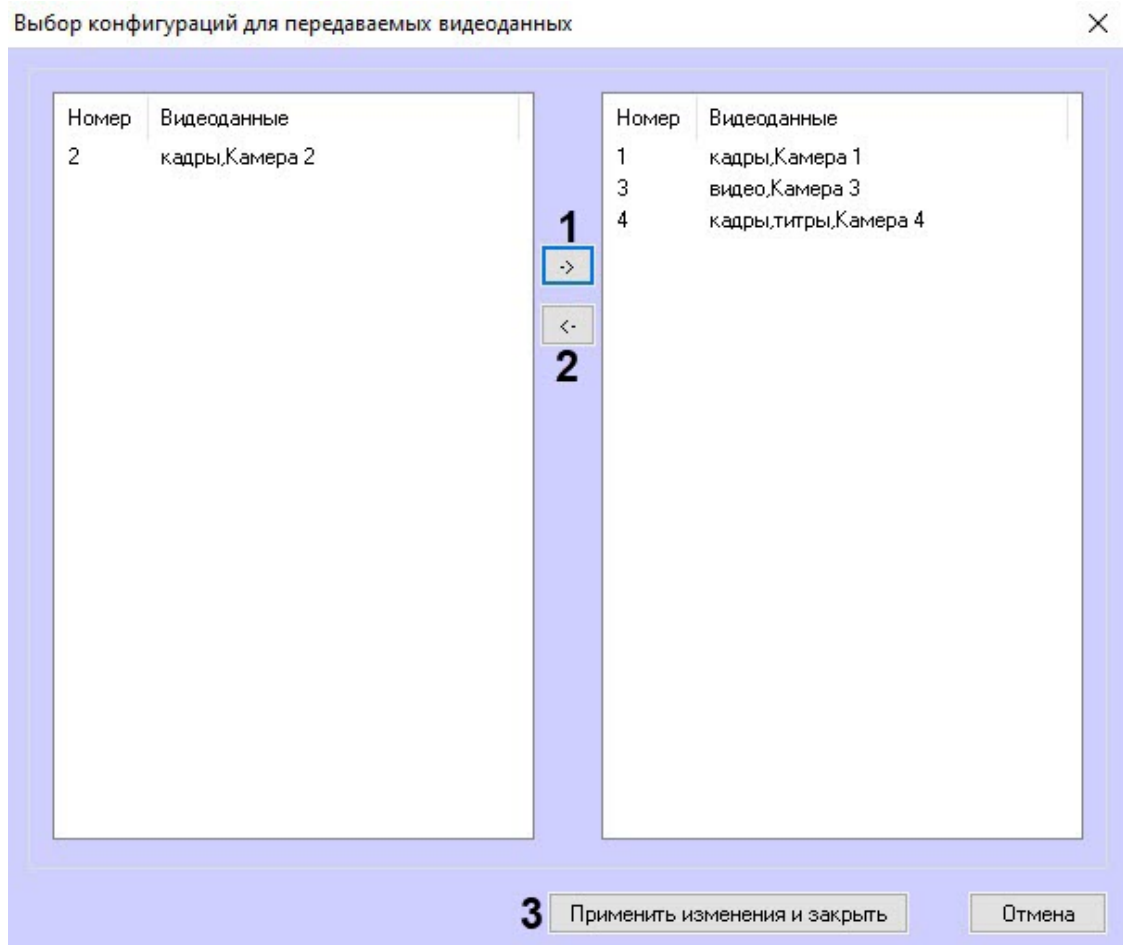 Выбор конфигураций для передаваемых видеоданных
Номер Видеоданные
2 кадры,Камера 2
1
->
<-
2
Номер Видеоданные
1 кадры,Камера 1
3 видео,Камера 3
4 кадры,титры,Камера 4
3 Применить изменения и закрыть Отмена